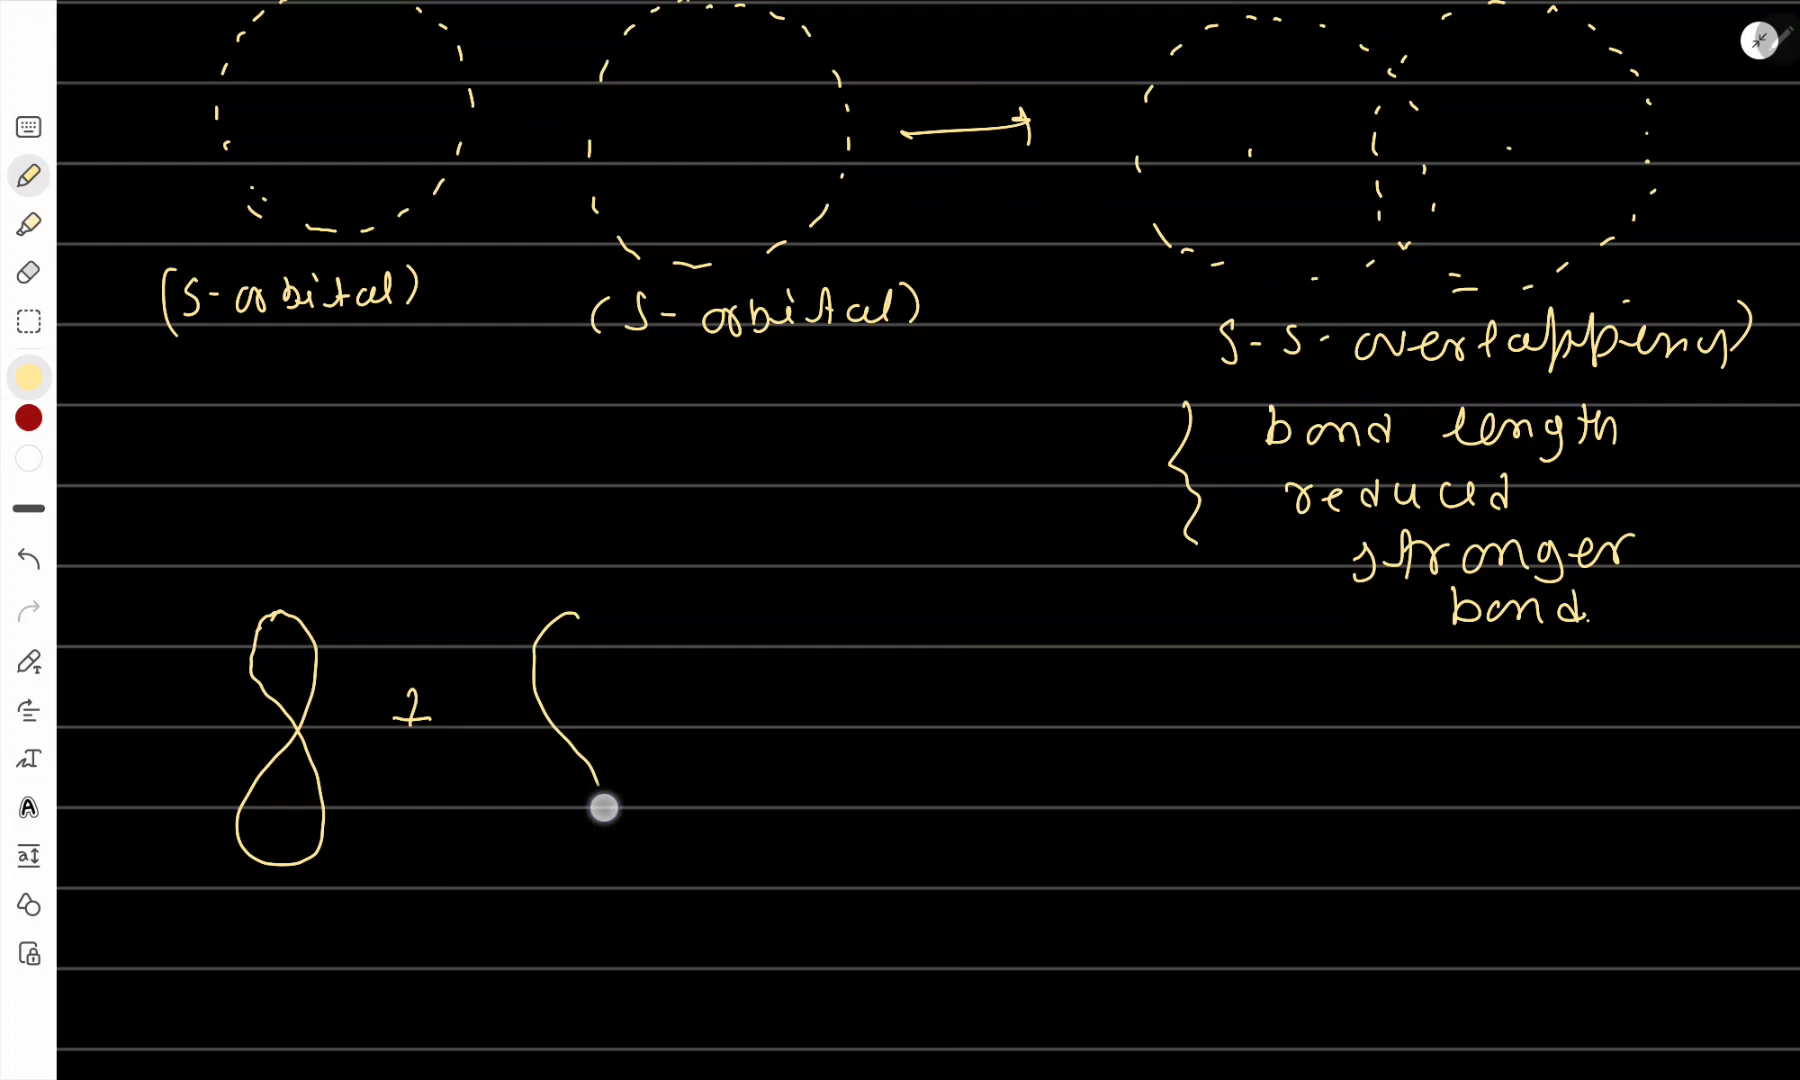 (S-orbital)
(S-orbital)
S-S-overlapping)
bond length
reduced
stronger
bond.
+